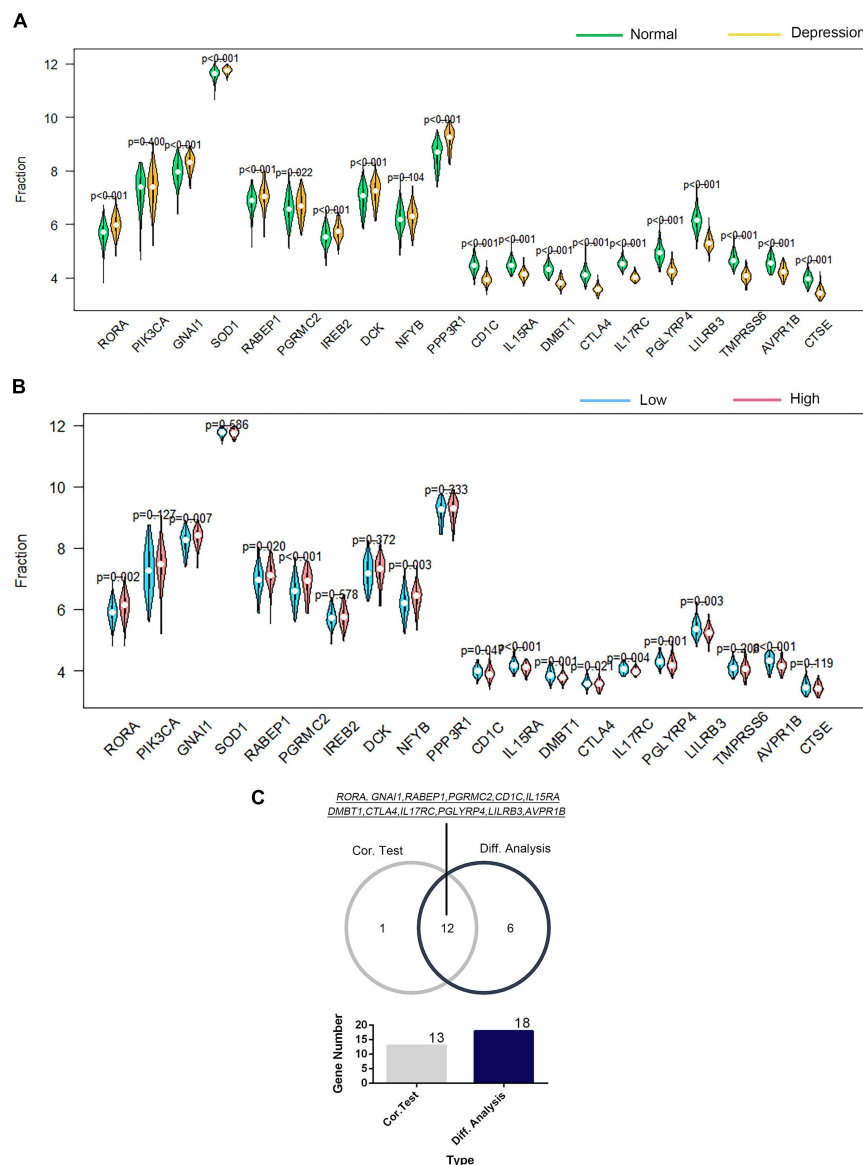 A
Normal
Depression
12
10
8
6
4
Fraction
p<0.001
p=0.400
p<0.001
p<0.001
p<0.001
p=0.022
p<0.001
p<0.001
p=0.104
p<0.001
p<0.001
p<0.001
p<0.001
p<0.001
p<0.001
p<0.001
p<0.001
p<0.001
p<0.001
p<0.001
RORA
PIK3CA
GNAI1
SOD1
RABEP1
PGRMC2
IREB2
DCK
NFYB
PPP3R1
CD1C
IL15RA
DMBT1
CTLA4
IL17RC
PGLYRP4
LILRB3
TMPRSS6
AVPR1B
CTSE
B
Low
High
12
10
8
6
4
Fraction
p=0.002
p=0.127
p=0.007
p=0.586
p=0.020
p<0.001
p=0.578
p=0.372
p=0.003
p=0.333
p=0.047
p<0.001
p=0.001
p=0.021
p=0.004
p=0.001
p=0.003
p=0.208
p<0.001
p=0.119
RORA
PIK3CA
GNAI1
SOD1
RABEP1
PGRMC2
IREB2
DCK
NFYB
PPP3R1
CD1C
IL15RA
DMBT1
CTLA4
IL17RC
PGLYRP4
LILRB3
TMPRSS6
AVPR1B
CTSE
C
RORA. GNAI1,RABEP1,PGRMC2,CD1C,IL15RA
DMBT1,CTLA4,IL17RC,PGLYRP4,LILRB3,AVPR1B
Cor. Test
Diff. Analysis
1
12
6
Gene Number
20
15
10
5
0
13
18
Cor.Test
Diff. Analysis
Type